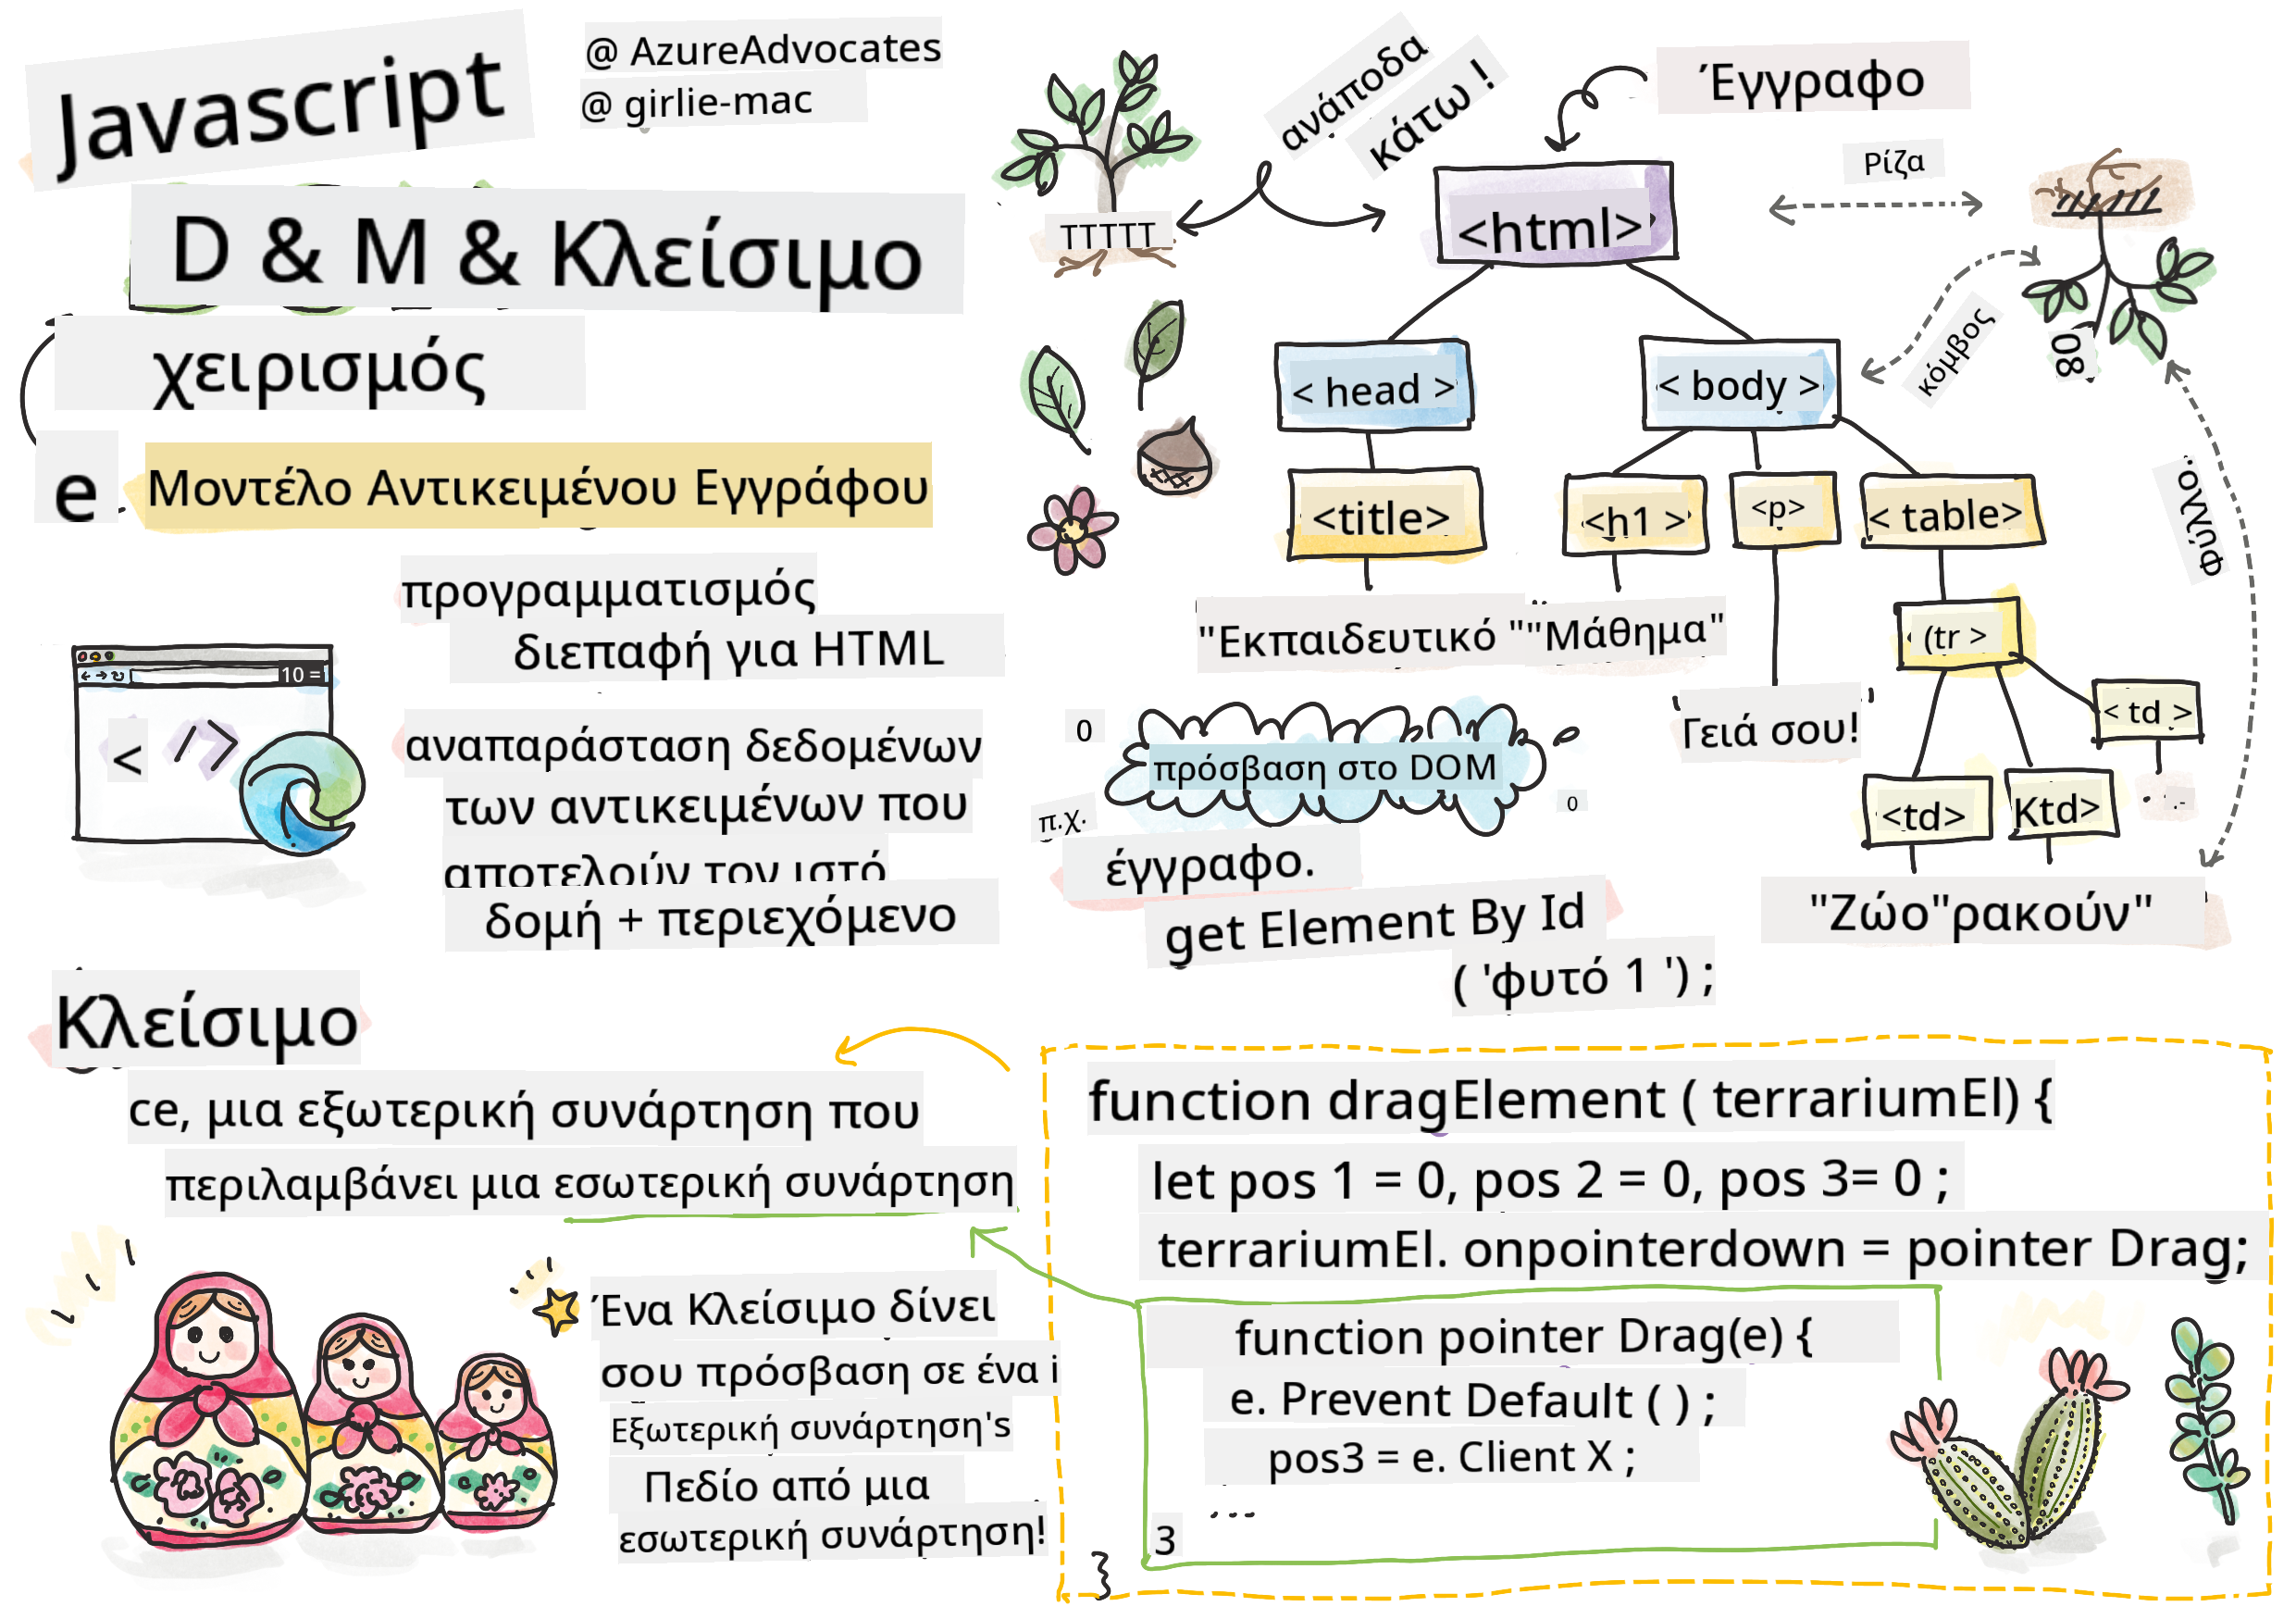 Javascript
@ AzureAdvocates
@ girlie-mac
D & M & Κλείσιμο
χειρισμός
e Μοντέλο Αντικειμένου Εγγράφου
προγραμματισμός
διεπαφή για HTML
10 =
< />
αναπαράσταση δεδομένων
των αντικειμένων που
αποτελούν τον ιστό
δομή + περιεχόμενο
ανάποδα
κάτω !
Έγγραφο
TTTTT
<html>
Ρίζα
κόμβος
80
φύλλο.
< head >
< body >
<title>
<h1 >
<p>
< table>
"Εκπαιδευτικό "
"Μάθημα"
(tr >
Γειά σου!
< td >
<td>
Ktd>
"Ζώο"ρακούν"
0
πρόσβαση στο DOM
0
π.χ.
έγγραφο.
get Element By Id
( 'φυτό 1 ') ;
Κλείσιμο
ce, μια εξωτερική συνάρτηση που
περιλαμβάνει μια εσωτερική συνάρτηση
Ένα Κλείσιμο δίνει
σου πρόσβαση σε ένα i
Εξωτερική συνάρτηση's
Πεδίο από μια
εσωτερική συνάρτηση!
function dragElement ( terrariumEl) {
let pos 1 = 0, pos 2 = 0, pos 3= 0 ;
terrariumEl. onpointerdown = pointer Drag;
function pointer Drag(e) {
e. Prevent Default ( ) ;
pos3 = e. Client X ;
...
3
}